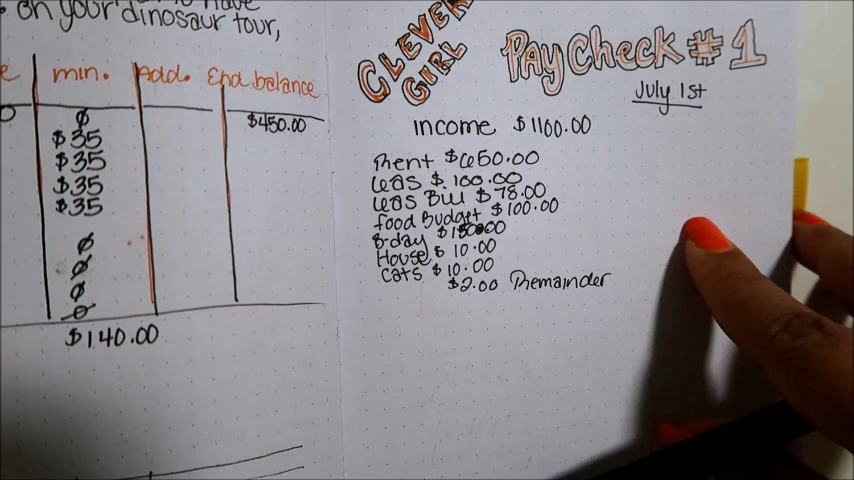 on your dinosaur tour,
min. Add. End balance
ø $450.00
$35
$35
$35
$35
ø
ø
ø
ø
$140.00
CLEVER
GIRL
PayCheck #1
July 1st
income $1100.00
Rent $650.00
Gas $100.00
Gas Bill $78.00
Food Budget $100.00
B-day $150.00
House $10.00
Cats $10.00
$2.00 Remainder